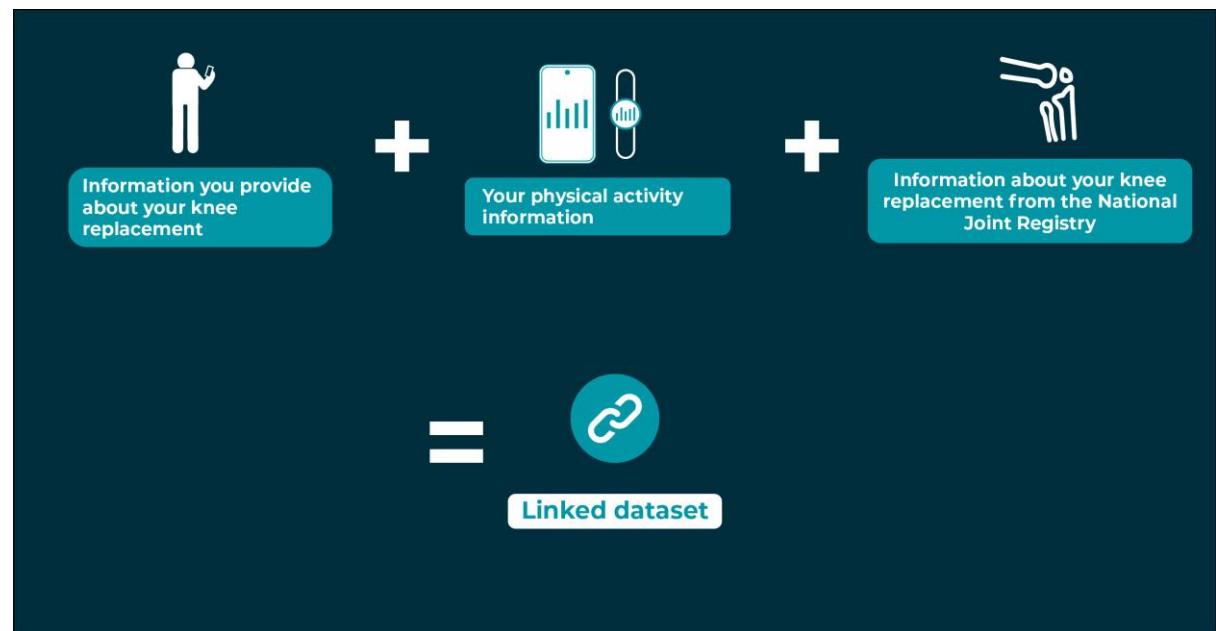 Information you provide
about your knee
replacement
Your physical activity
information
Information about your knee
replacement from the National
Joint Registry
Linked dataset